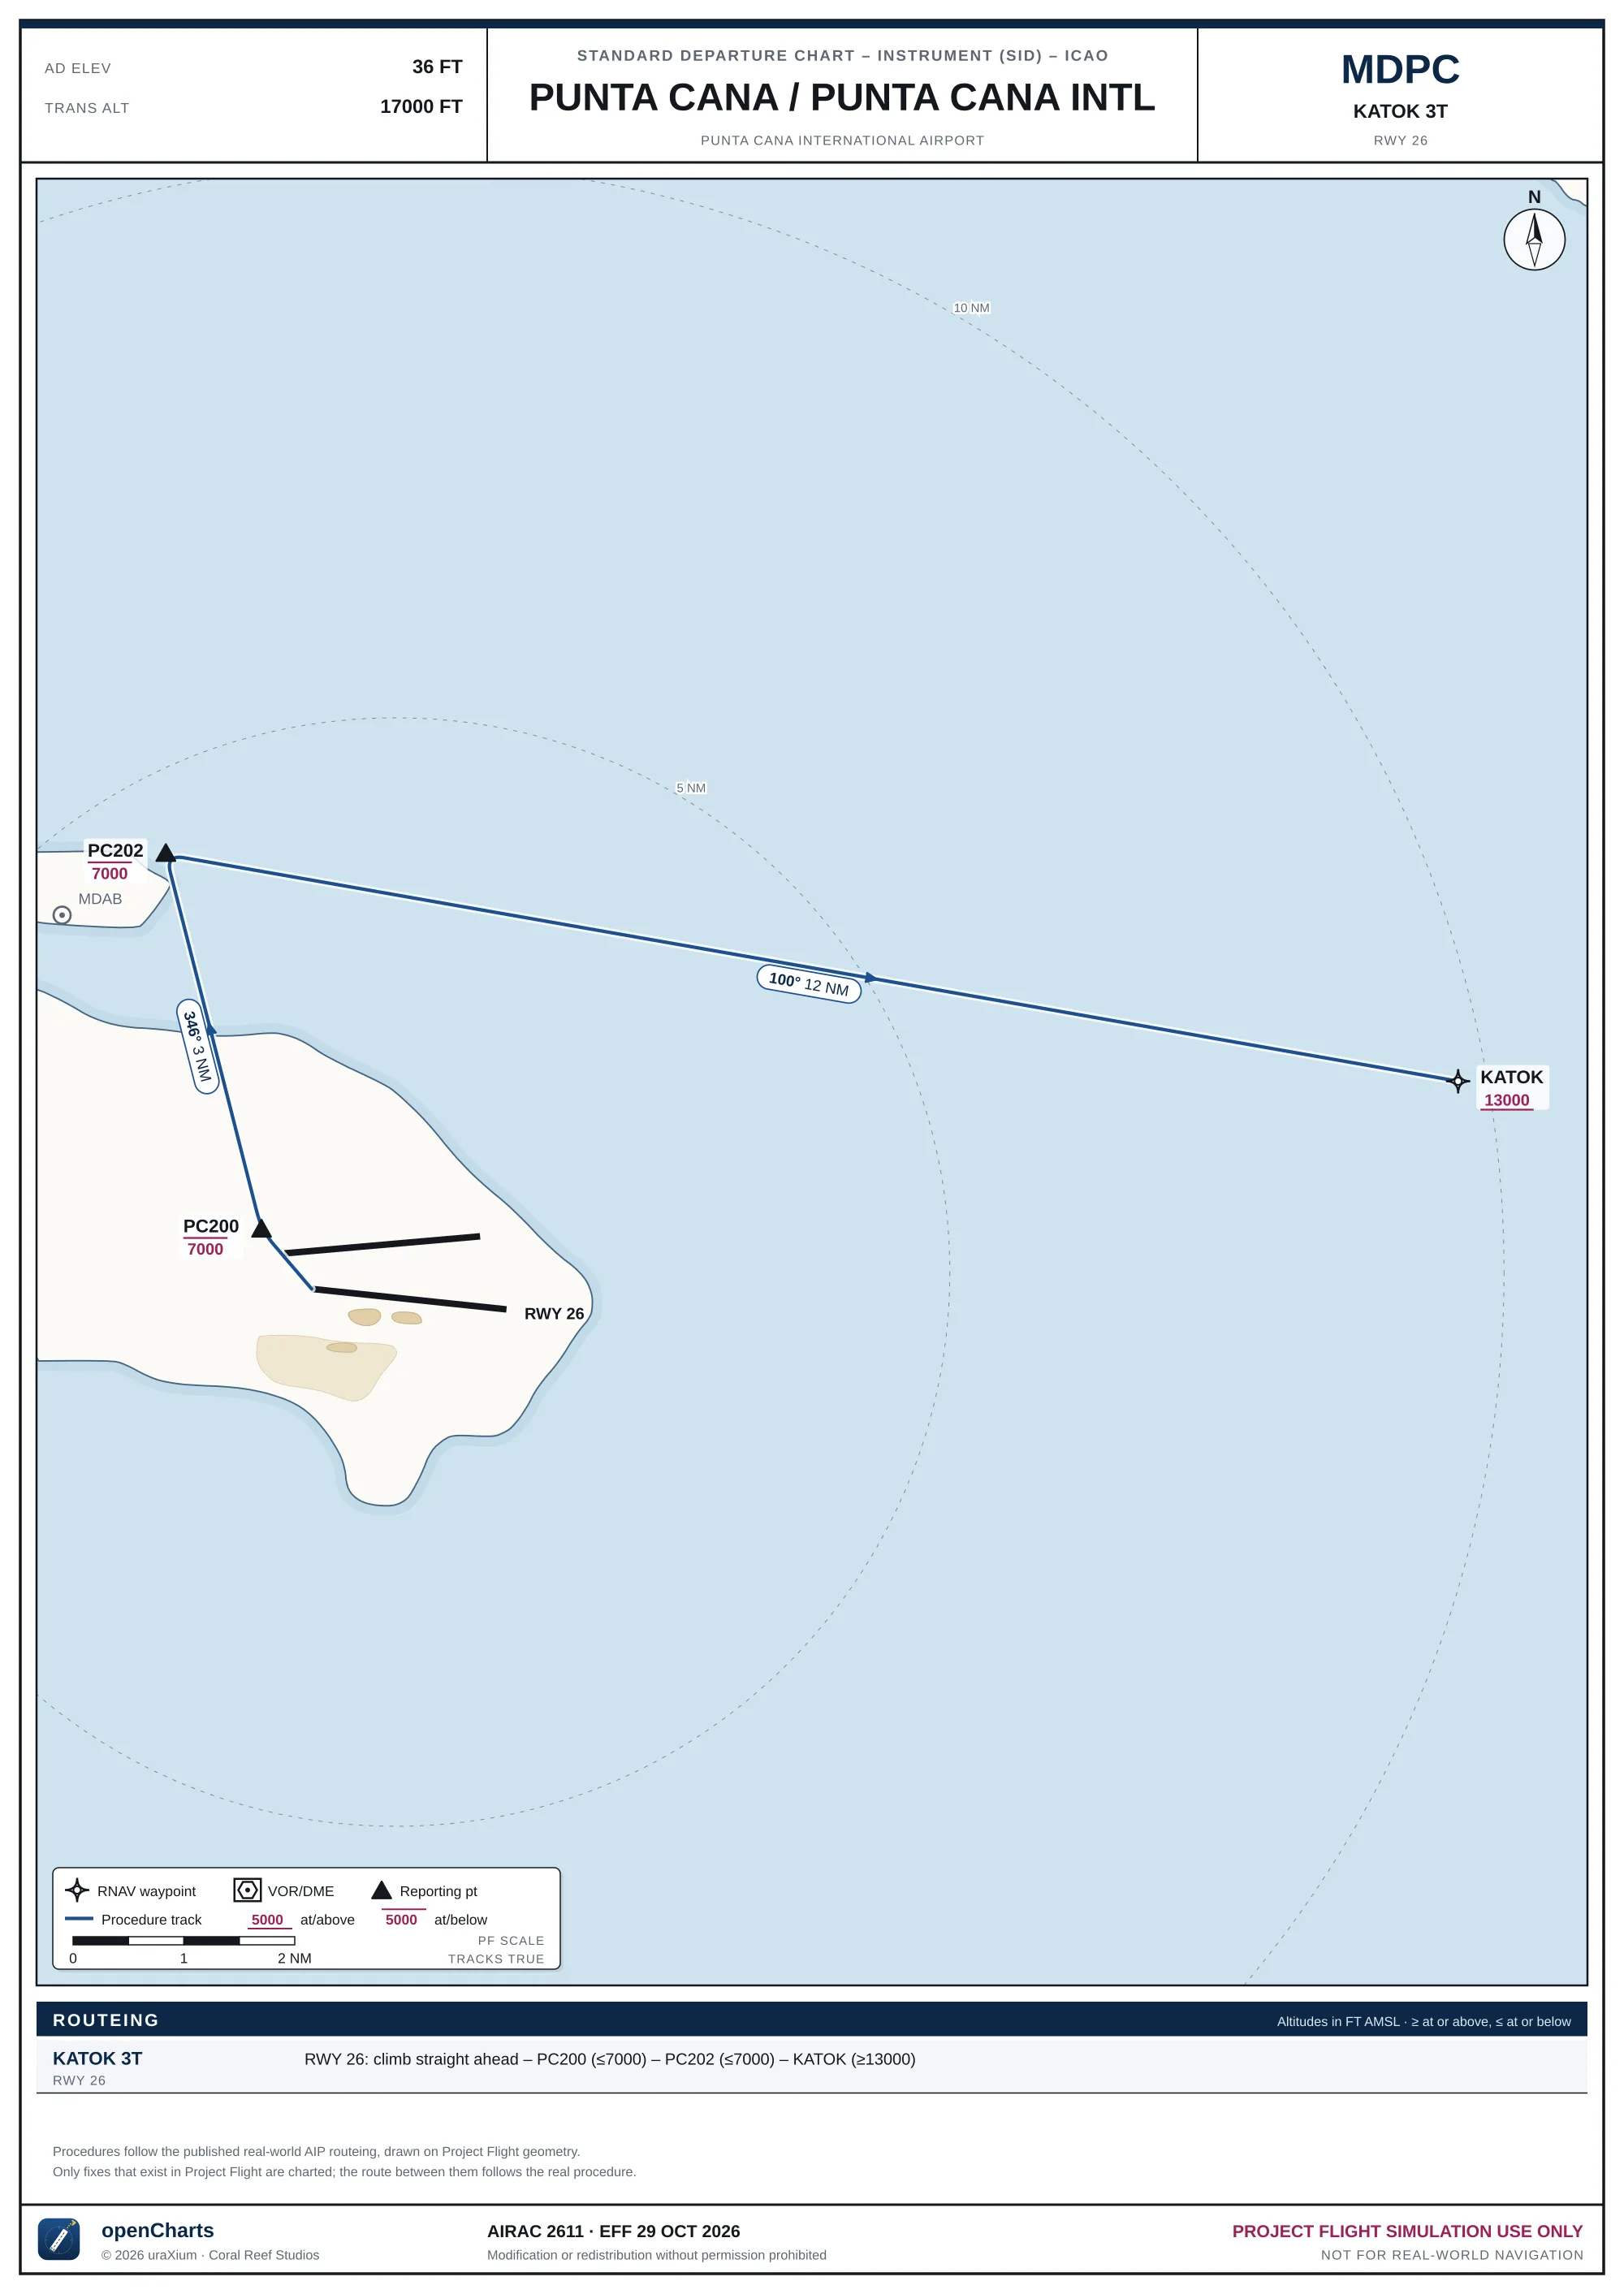 AD ELEV 36 FT
TRANS ALT 17000 FT
STANDARD DEPARTURE CHART – INSTRUMENT (SID) – ICAO
PUNTA CANA / PUNTA CANA INTL
PUNTA CANA INTERNATIONAL AIRPORT
MDPC
KATOK 3T
RWY 26
N
10 NM
5 NM
PC202
7000
MDAB
100° 12 NM
346° 3 NM
KATOK
13000
PC200
7000
RWY 26
RNAV waypoint VOR/DME Reporting pt
Procedure track 5000 at/above 5000 at/below
PF SCALE
0 1 2 NM TRACKS TRUE
ROUTEING Altitudes in FT AMSL · ≥ at or above, ≤ at or below
KATOK 3T RWY 26: climb straight ahead – PC200 (≤7000) – PC202 (≤7000) – KATOK (≥13000)
RWY 26
Procedures follow the published real-world AIP routeing, drawn on Project Flight geometry.
Only fixes that exist in Project Flight are charted; the route between them follows the real procedure.
openCharts AIRAC 2611 · EFF 29 OCT 2026 PROJECT FLIGHT SIMULATION USE ONLY
© 2026 uraXium · Coral Reef Studios Modification or redistribution without permission prohibited NOT FOR REAL-WORLD NAVIGATION